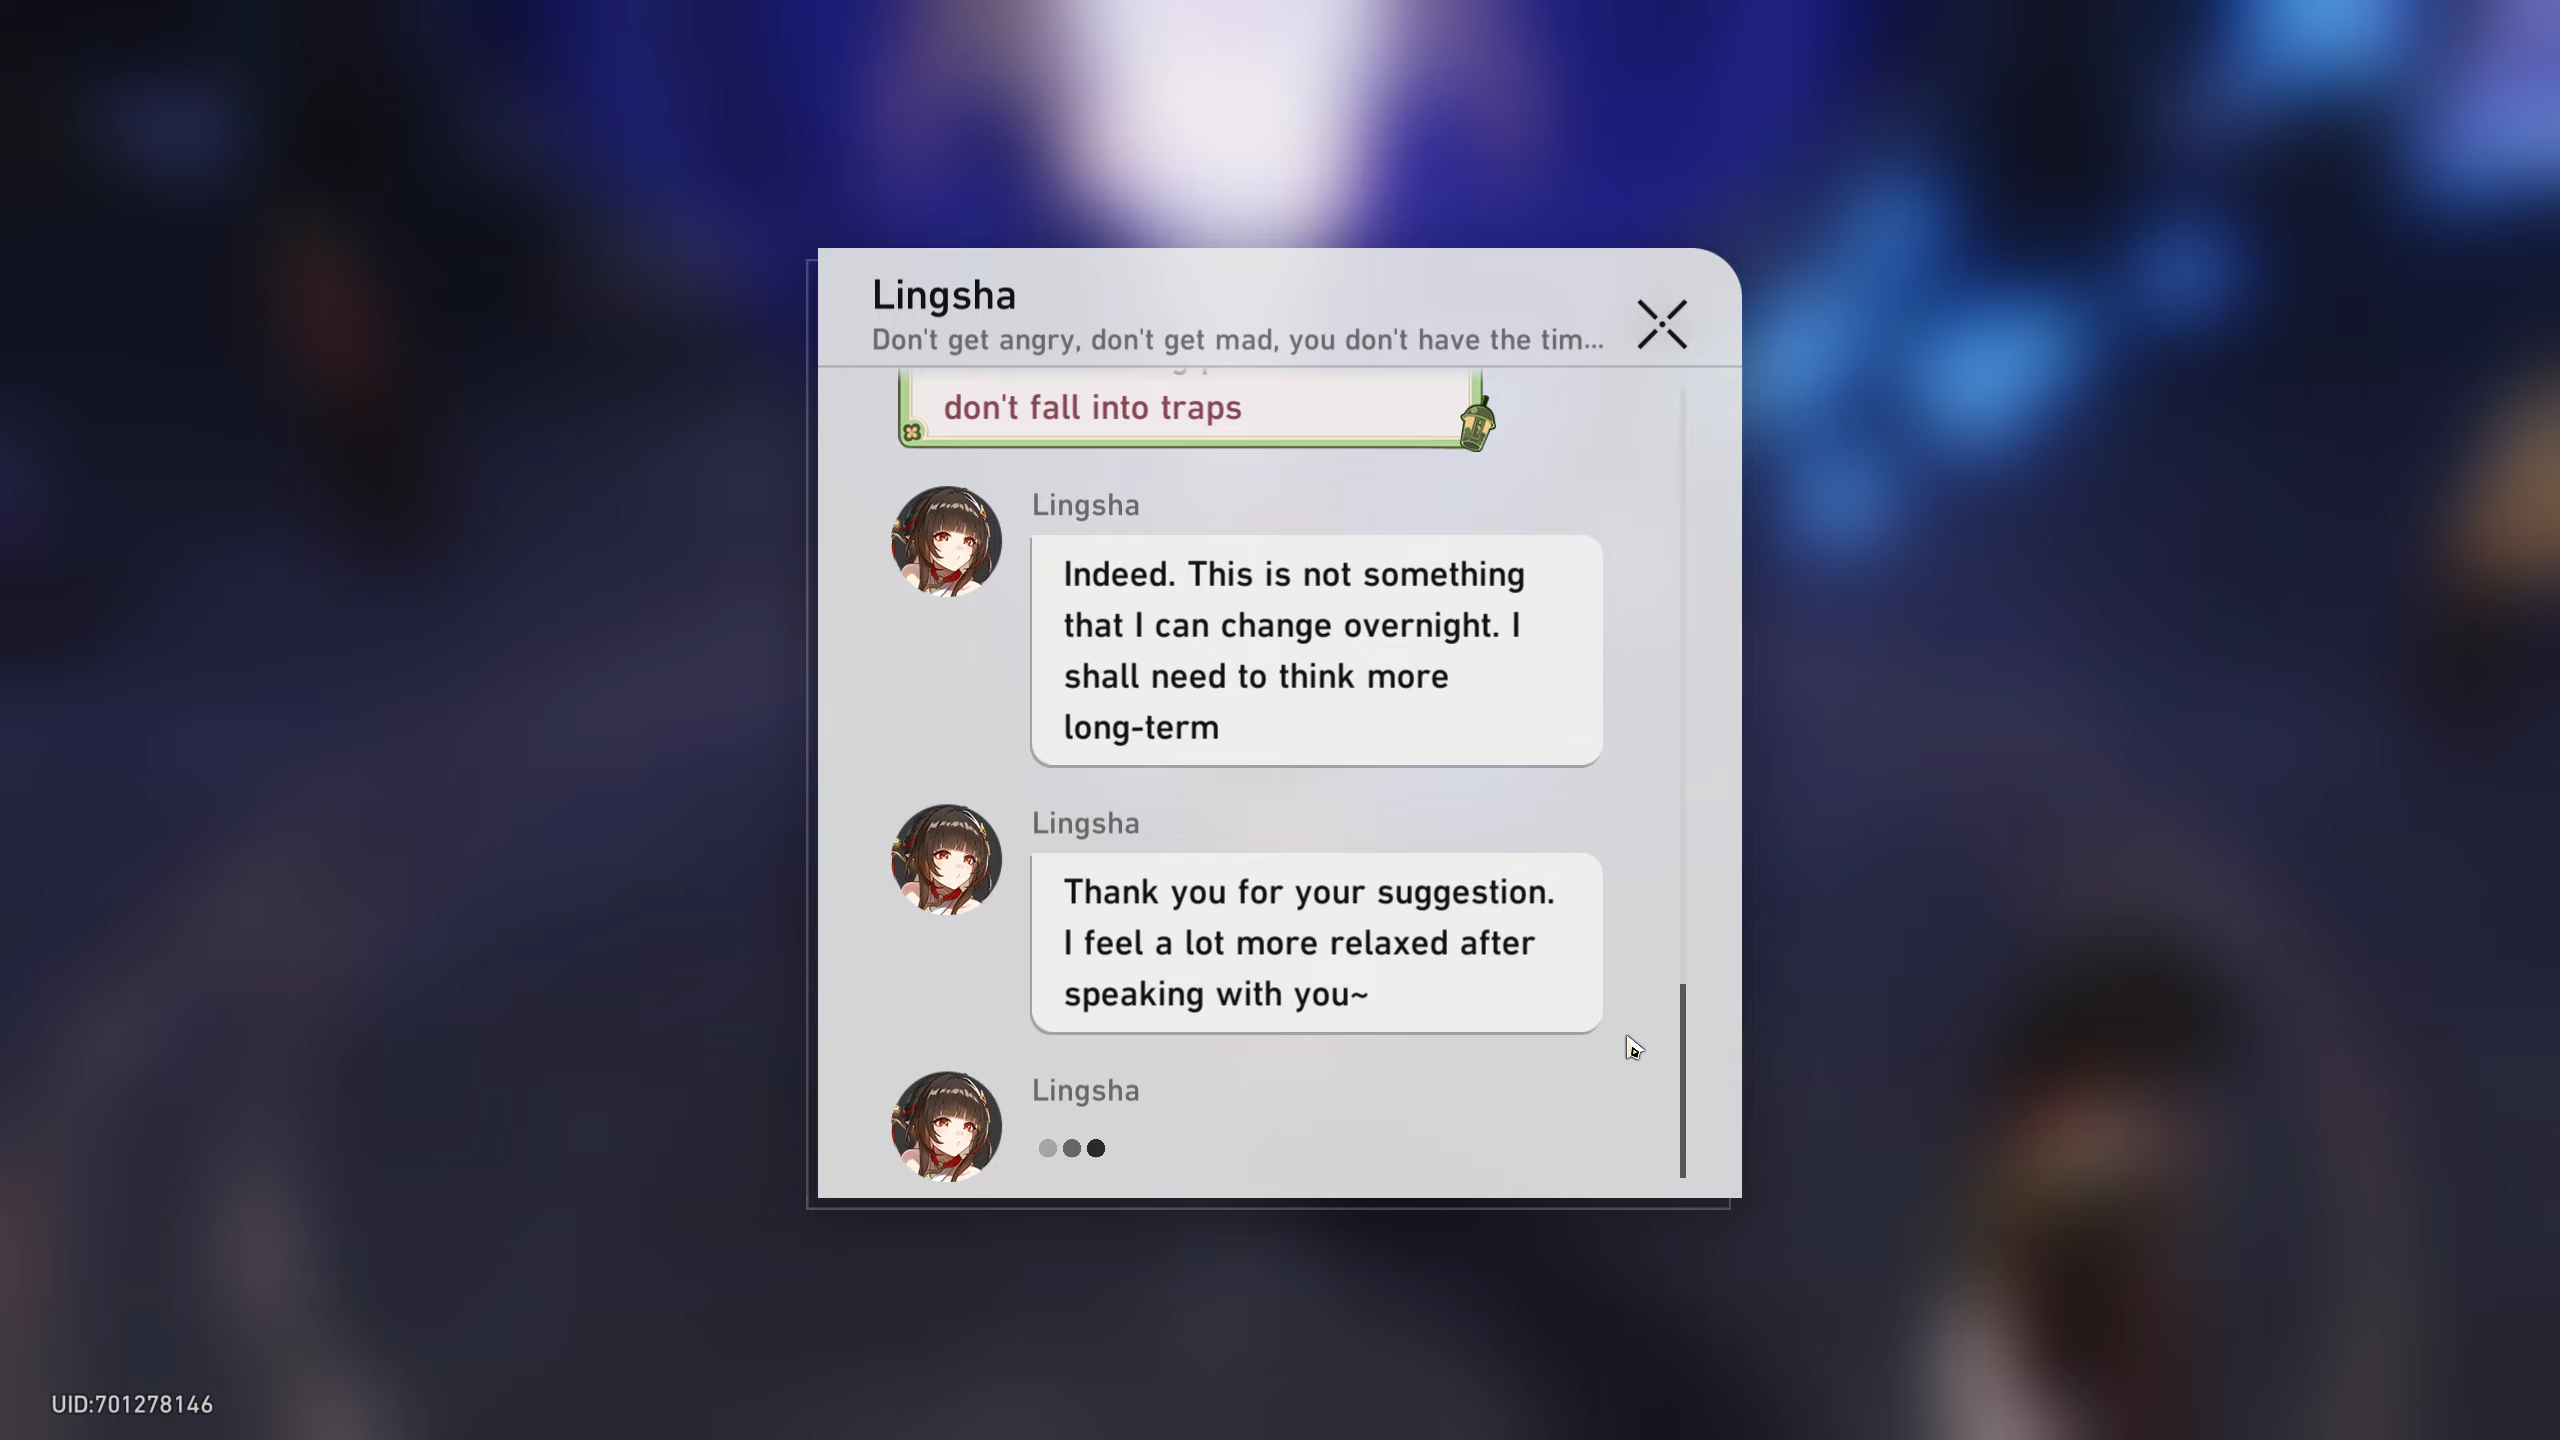 Lingsha
Don't get angry, don't get mad, you don't have the tim...
don't fall into traps
Lingsha
Indeed. This is not something
that I can change overnight. I
shall need to think more
long-term
Lingsha
Thank you for your suggestion.
I feel a lot more relaxed after
speaking with you~
Lingsha
UID:701278146